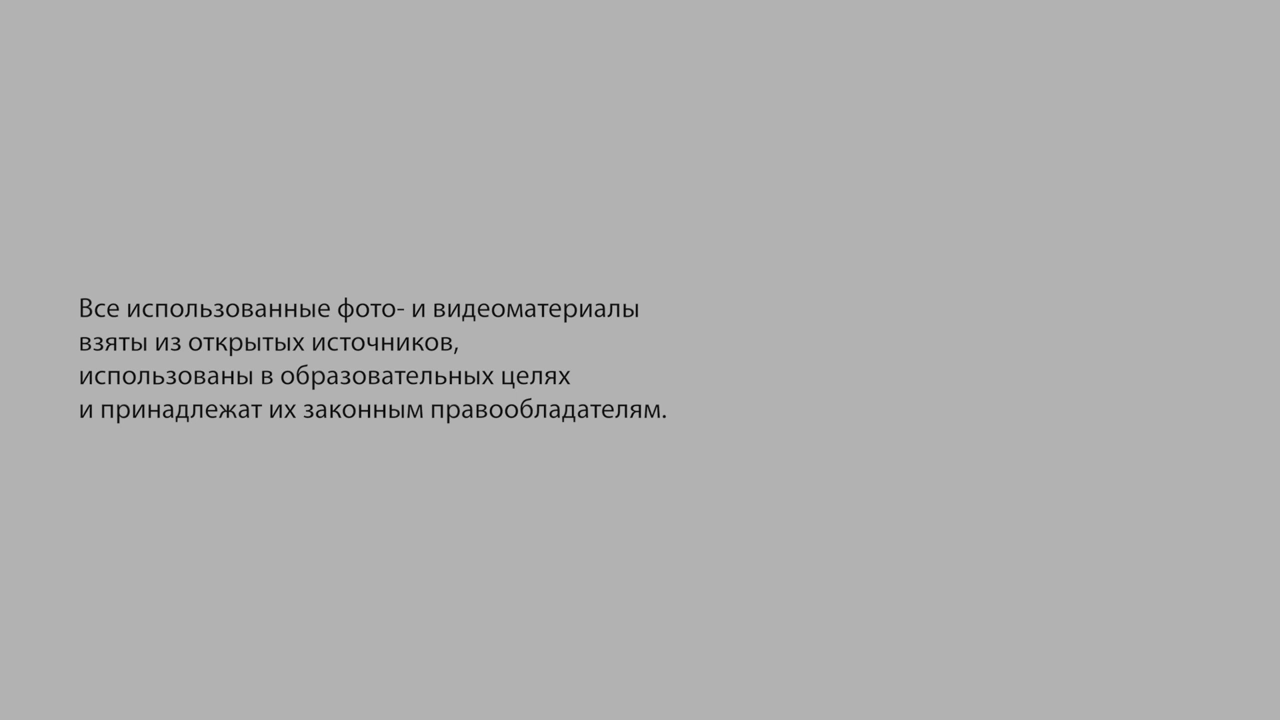 Все использованные фото- и видеоматериалы
взяты из открытых источников,
использованы в образовательных целях
и принадлежат их законным правообладателям.